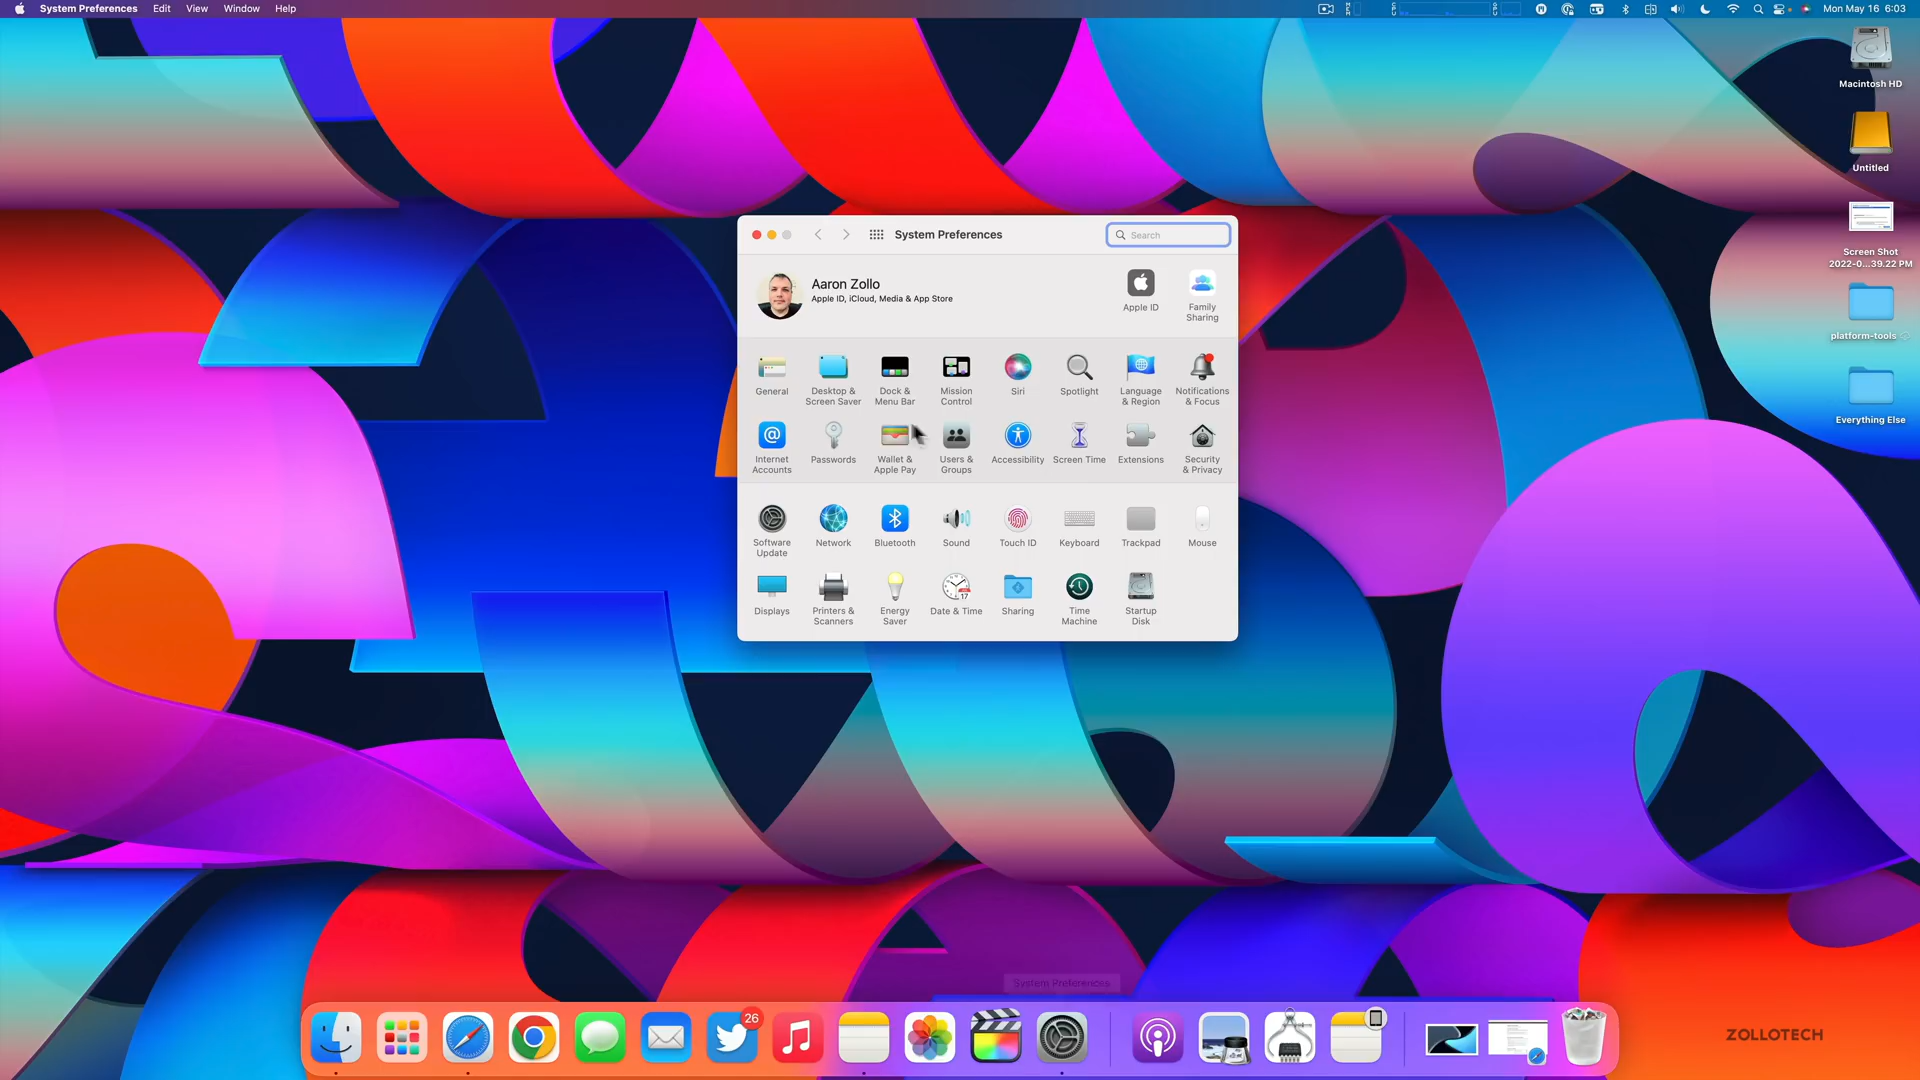 System Preferences Edit View Window Help
Mon May 16 6:03
Macintosh HD
Untitled
Screen Shot
2022-0...39.22 PM
platform-tools
Everything Else
System Preferences
Search
Aaron Zollo
Apple ID, iCloud, Media & App Store
Apple ID
Family
Sharing
General
Desktop &
Screen Saver
Dock &
Menu Bar
Mission
Control
Siri
Spotlight
Language
& Region
Notifications
& Focus
Internet
Accounts
Passwords
Wallet &
Apple Pay
Users &
Groups
Accessibility
Screen Time
Extensions
Security
& Privacy
Software
Update
Network
Bluetooth
Sound
Touch ID
Keyboard
Trackpad
Mouse
Displays
Printers &
Scanners
Energy
Saver
17
Date & Time
Sharing
Time
Machine
Startup
Disk
System Preferences
26
ZOLLOTECH